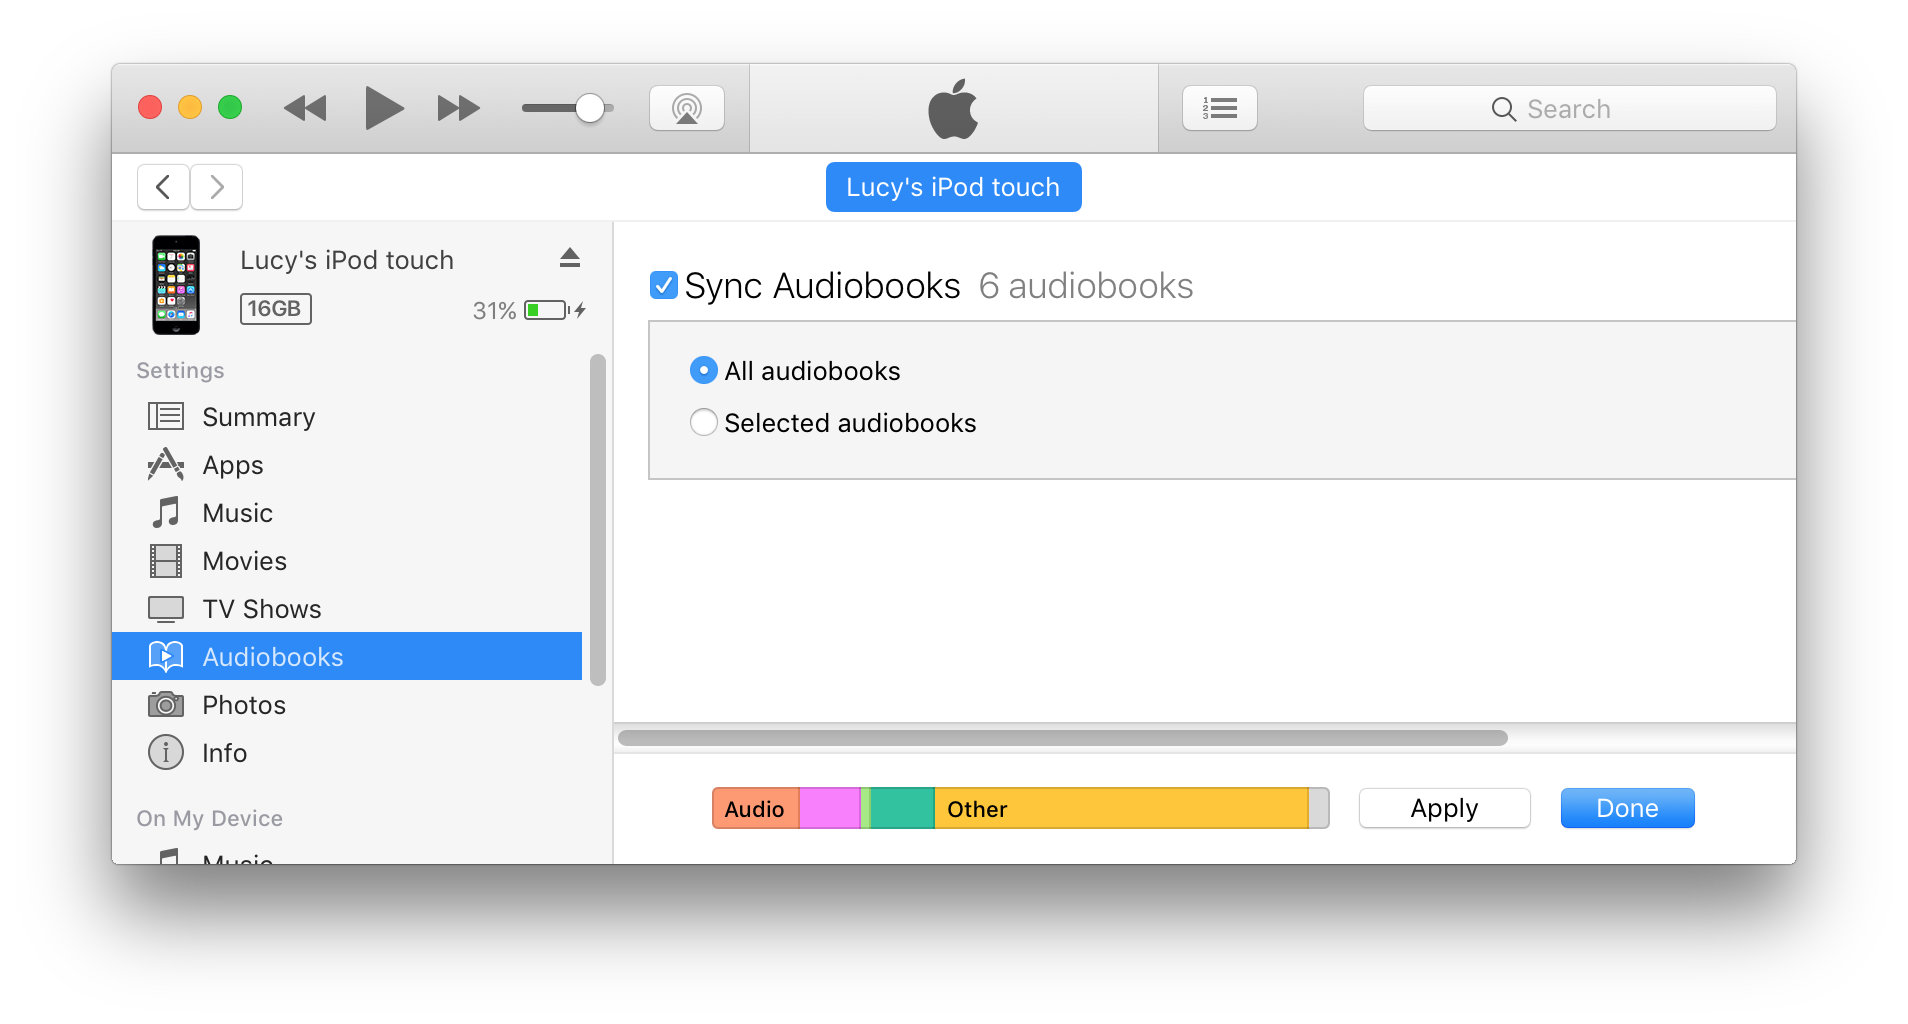 Search
Lucy's iPod touch
Lucy's iPod touch
16GB
31%
Settings
Summary
Apps
Music
Movies
TV Shows
Audiobooks
Photos
Info
On My Device
Music
Sync Audiobooks 6 audiobooks
All audiobooks
Selected audiobooks
Audio
Other
Apply
Done